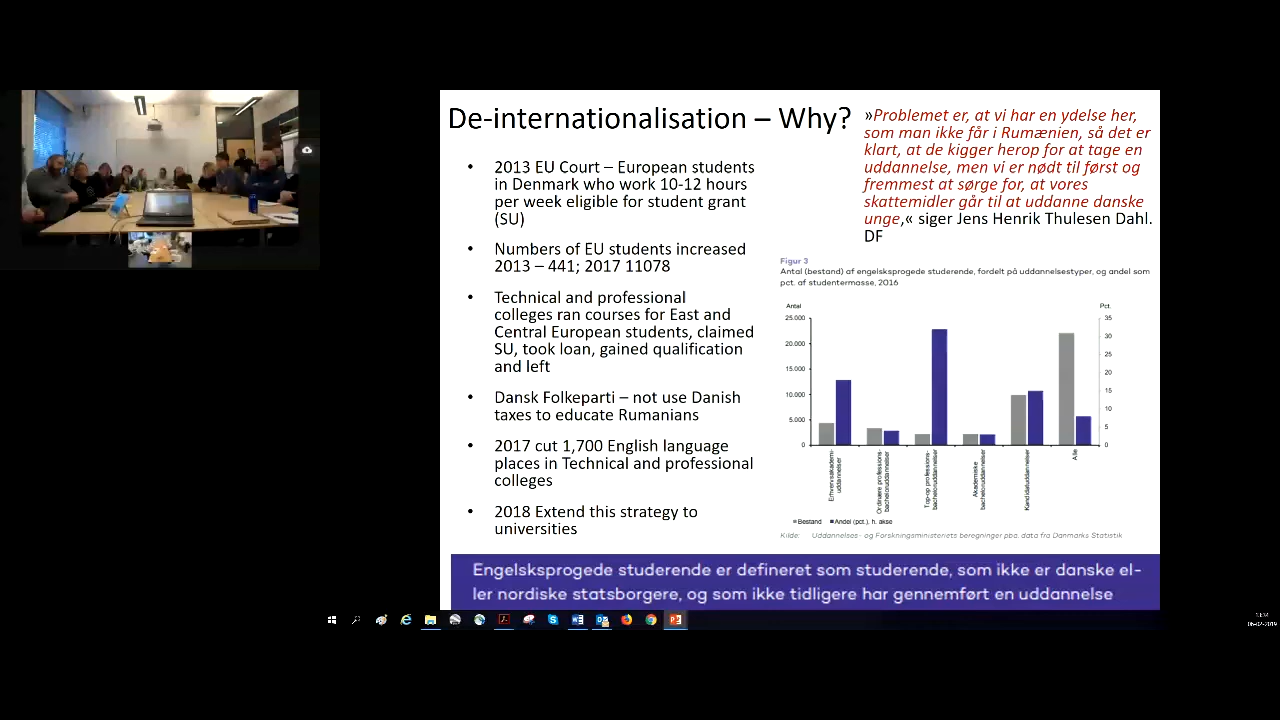 De-internationalisation – Why?
• 2013 EU Court – European students
in Denmark who work 10-12 hours
per week eligible for student grant
(SU)
• Numbers of EU students increased
2013 – 441; 2017 11078
• Technical and professional
colleges ran courses for East and
Central European students, claimed
SU, took loan, gained qualification
and left
• Dansk Folkeparti – not use Danish
taxes to educate Rumanians
• 2017 cut 1,700 English language
places in Technical and professional
colleges
• 2018 Extend this strategy to
universities
»Problemet er, at vi har en ydelse her,
som man ikke får i Rumænien, så det er
klart, at de kigger herop for at tage en
uddannelse, men vi er nødt til først og
fremmest at sørge for, at vores
skattemidler går til at uddanne danske
unge,« siger Jens Henrik Thulesen Dahl.
DF
Figur 3
Antal (bestand) af engelsksprogede studerende, fordelt på uddannelsestyper, og andel som
pct. af studentermasse, 2016
Antal Pct.
25.000 35
20.000 30
15.000 25
10.000 20
5.000 15
0 10
5
0
Erhvervsakademi-
uddannelser
Ordinære professions-
bacheloruddannelser
Top-op professions-
bacheloruddannelser
Akademiske
bacheloruddannelser
Kandidatuddannelser
Alle
Bestand Andel (pct.), h. akse
Kilde: Uddannelses- og Forskningsministeriets beregninger pba. data fra Danmarks Statistik
Engelsksprogede studerende er defineret som studerende, som ikke er danske el-
ler nordiske statsborgere, og som ikke tidligere har gennemført en uddannelse
06-02-2019